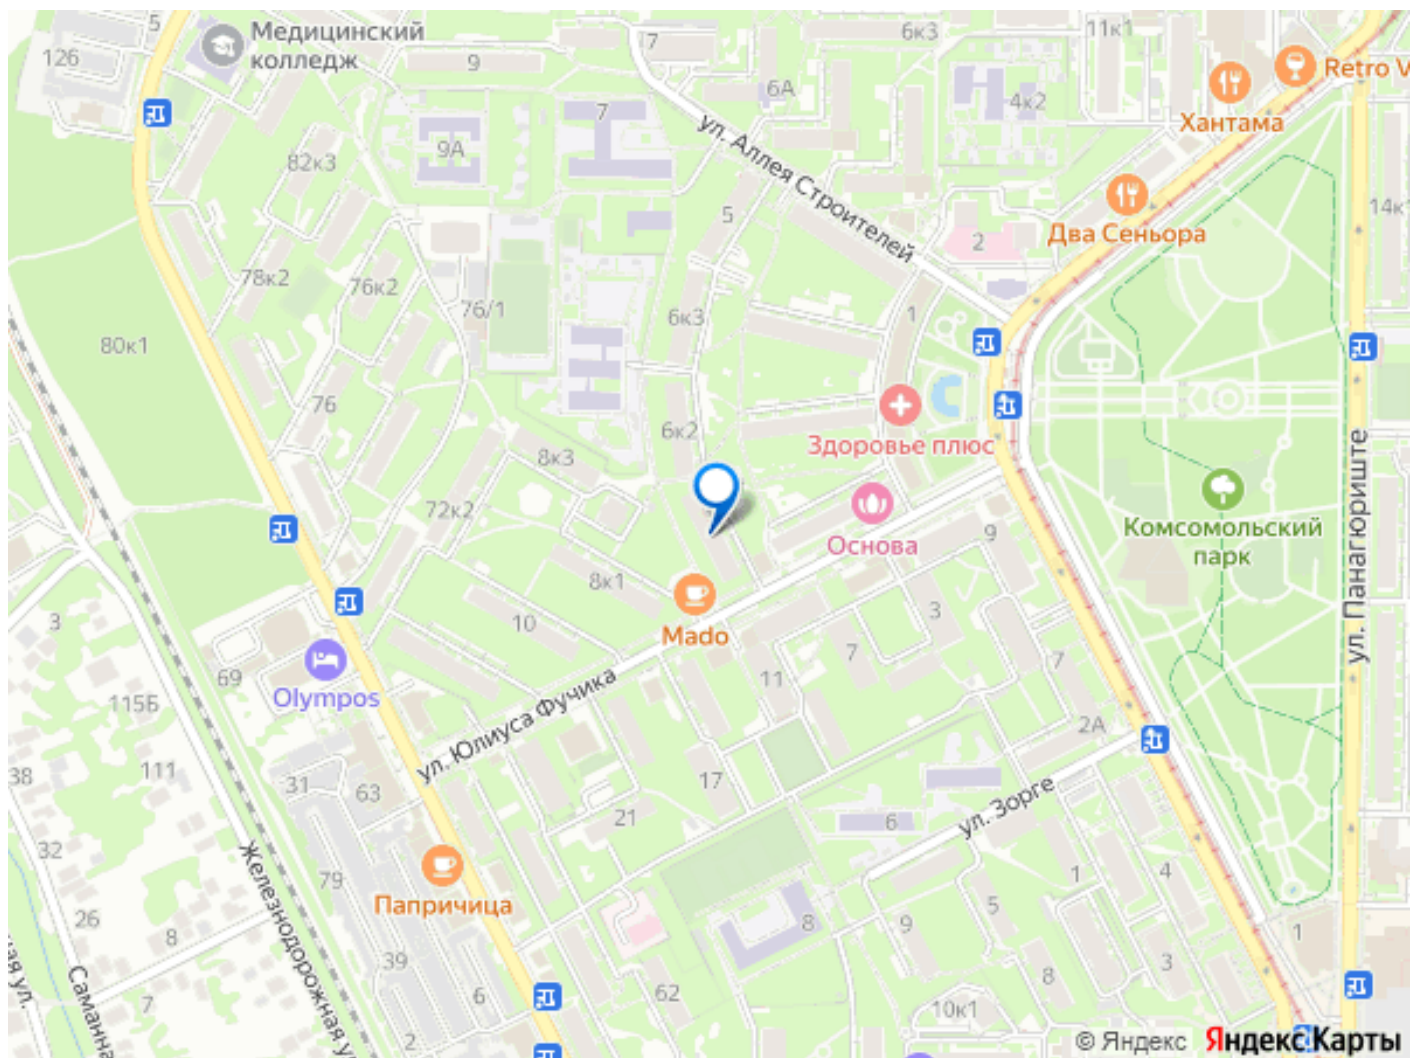 5
Медицинский
колледж
126
9
7
6к3
11к1
Retro V
6А
4к2
Хантама
7
ул. Аллея Строителей
9А
82к3
5
2
Два Сеньора
14к1
78к2
76к2
76/1
6к3
1
80к1
76
6к2
Здоровье плюс
8к3
72к2
Основа
9
Комсомольский
парк
ул. Панагюриште
8к1
10
Mado
3
3
7
7
69
Olympos
115Б
11
2А
ул. Юлиуса Фучика
38
111
31
63
17
21
ул. Зорге
6
32
79
Папричица
1
4
26
8
5
9
8
1
Железнодорожная у
39
3
8
62
6
7
2
10к1
ная ул.
Саманна
© Яндекс Яндекс Карты